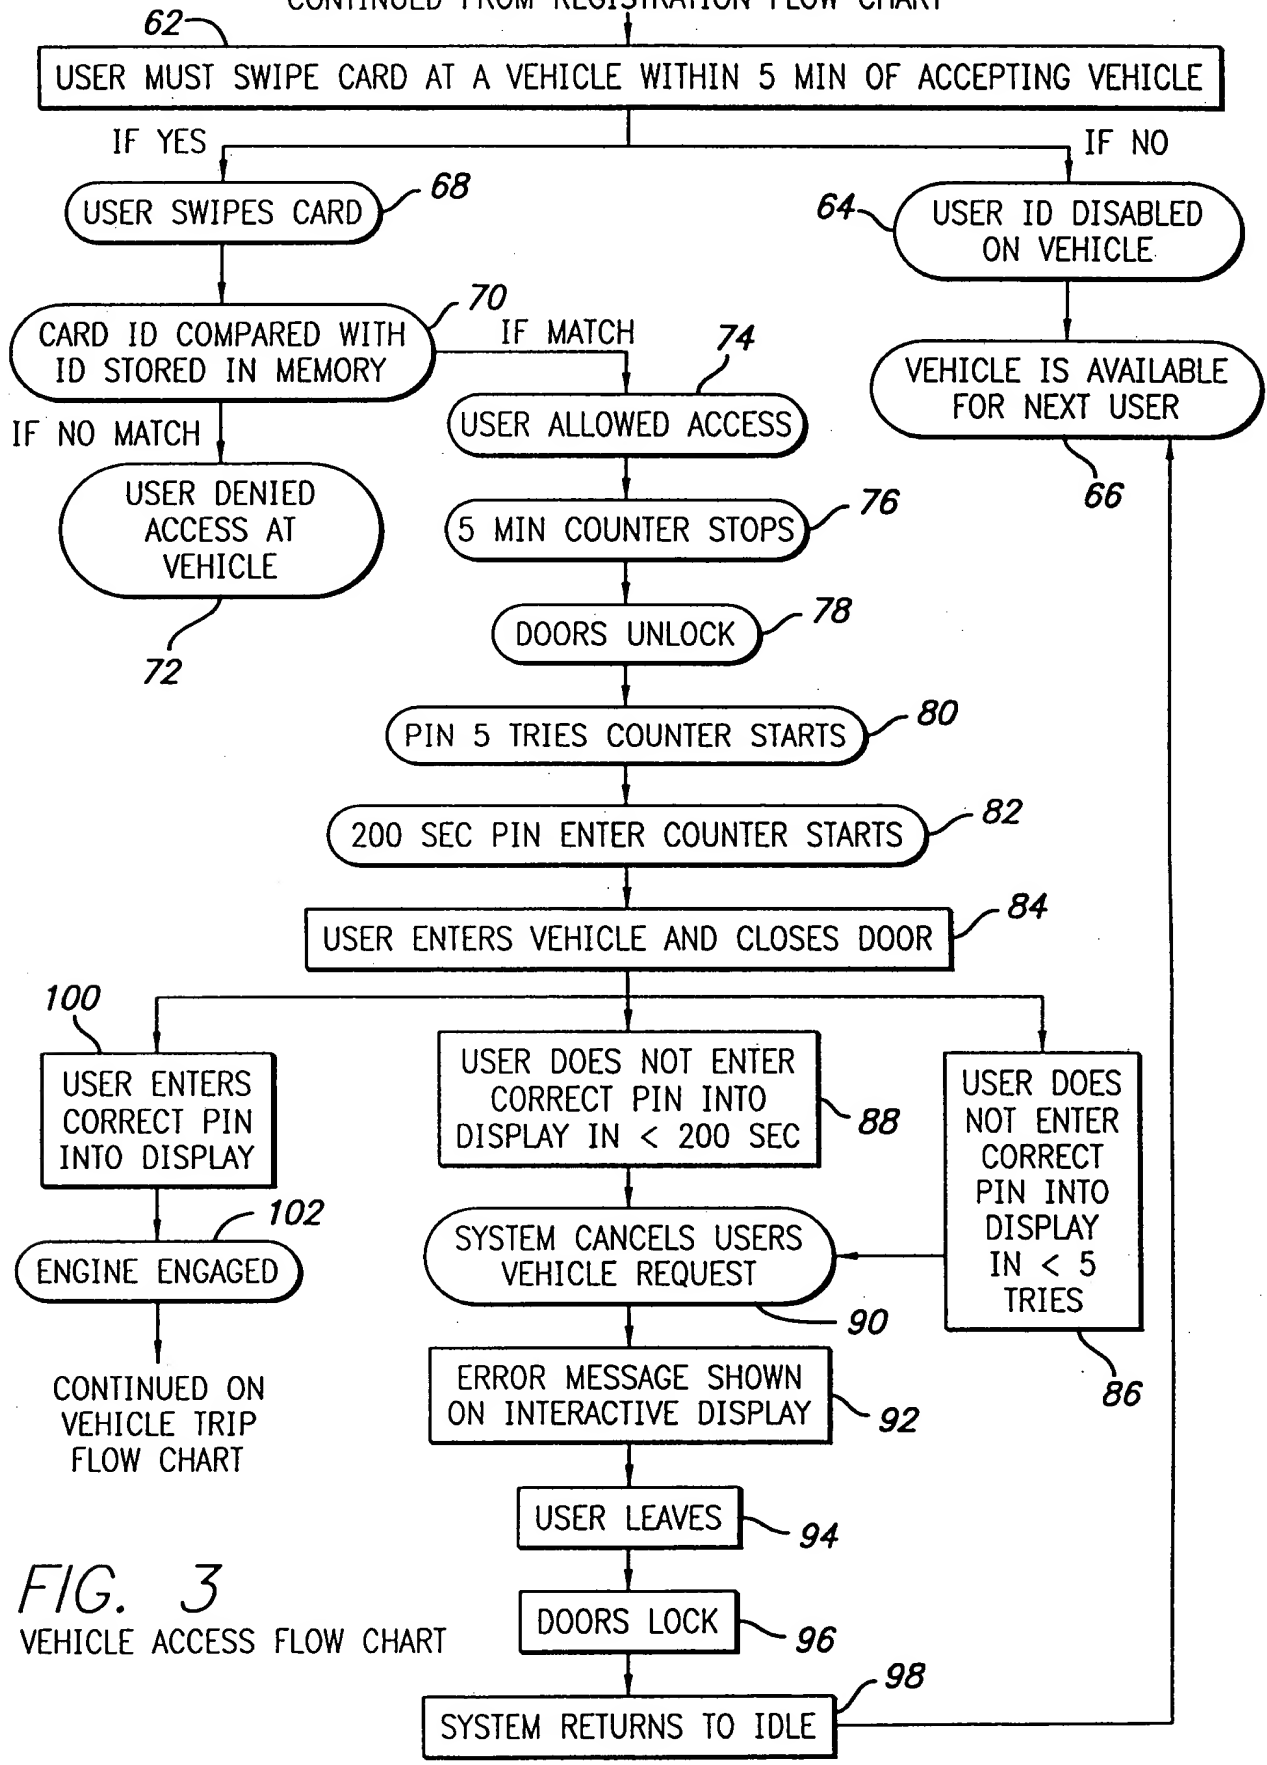 CONTINUED FROM REGISTRATION FLOW CHART
62
USER MUST SWIPE CARD AT A VEHICLE WITHIN 5 MIN OF ACCEPTING VEHICLE
IF YES
IF NO
68
USER SWIPES CARD
64
USER ID DISABLED
ON VEHICLE
70
CARD ID COMPARED WITH
ID STORED IN MEMORY
IF MATCH
74
VEHICLE IS AVAILABLE
FOR NEXT USER
66
IF NO MATCH
USER ALLOWED ACCESS
USER DENIED
ACCESS AT
VEHICLE
72
76
5 MIN COUNTER STOPS
78
DOORS UNLOCK
80
PIN 5 TRIES COUNTER STARTS
82
200 SEC PIN ENTER COUNTER STARTS
84
USER ENTERS VEHICLE AND CLOSES DOOR
100
USER ENTERS
CORRECT PIN
INTO DISPLAY
102
ENGINE ENGAGED
CONTINUED ON
VEHICLE TRIP
FLOW CHART
USER DOES NOT ENTER
CORRECT PIN INTO
DISPLAY IN < 200 SEC
88
USER DOES
NOT ENTER
CORRECT
PIN INTO
DISPLAY
IN < 5
TRIES
86
SYSTEM CANCELS USERS
VEHICLE REQUEST
90
ERROR MESSAGE SHOWN
ON INTERACTIVE DISPLAY
92
USER LEAVES
94
DOORS LOCK
96
98
SYSTEM RETURNS TO IDLE
FIG. 3
VEHICLE ACCESS FLOW CHART